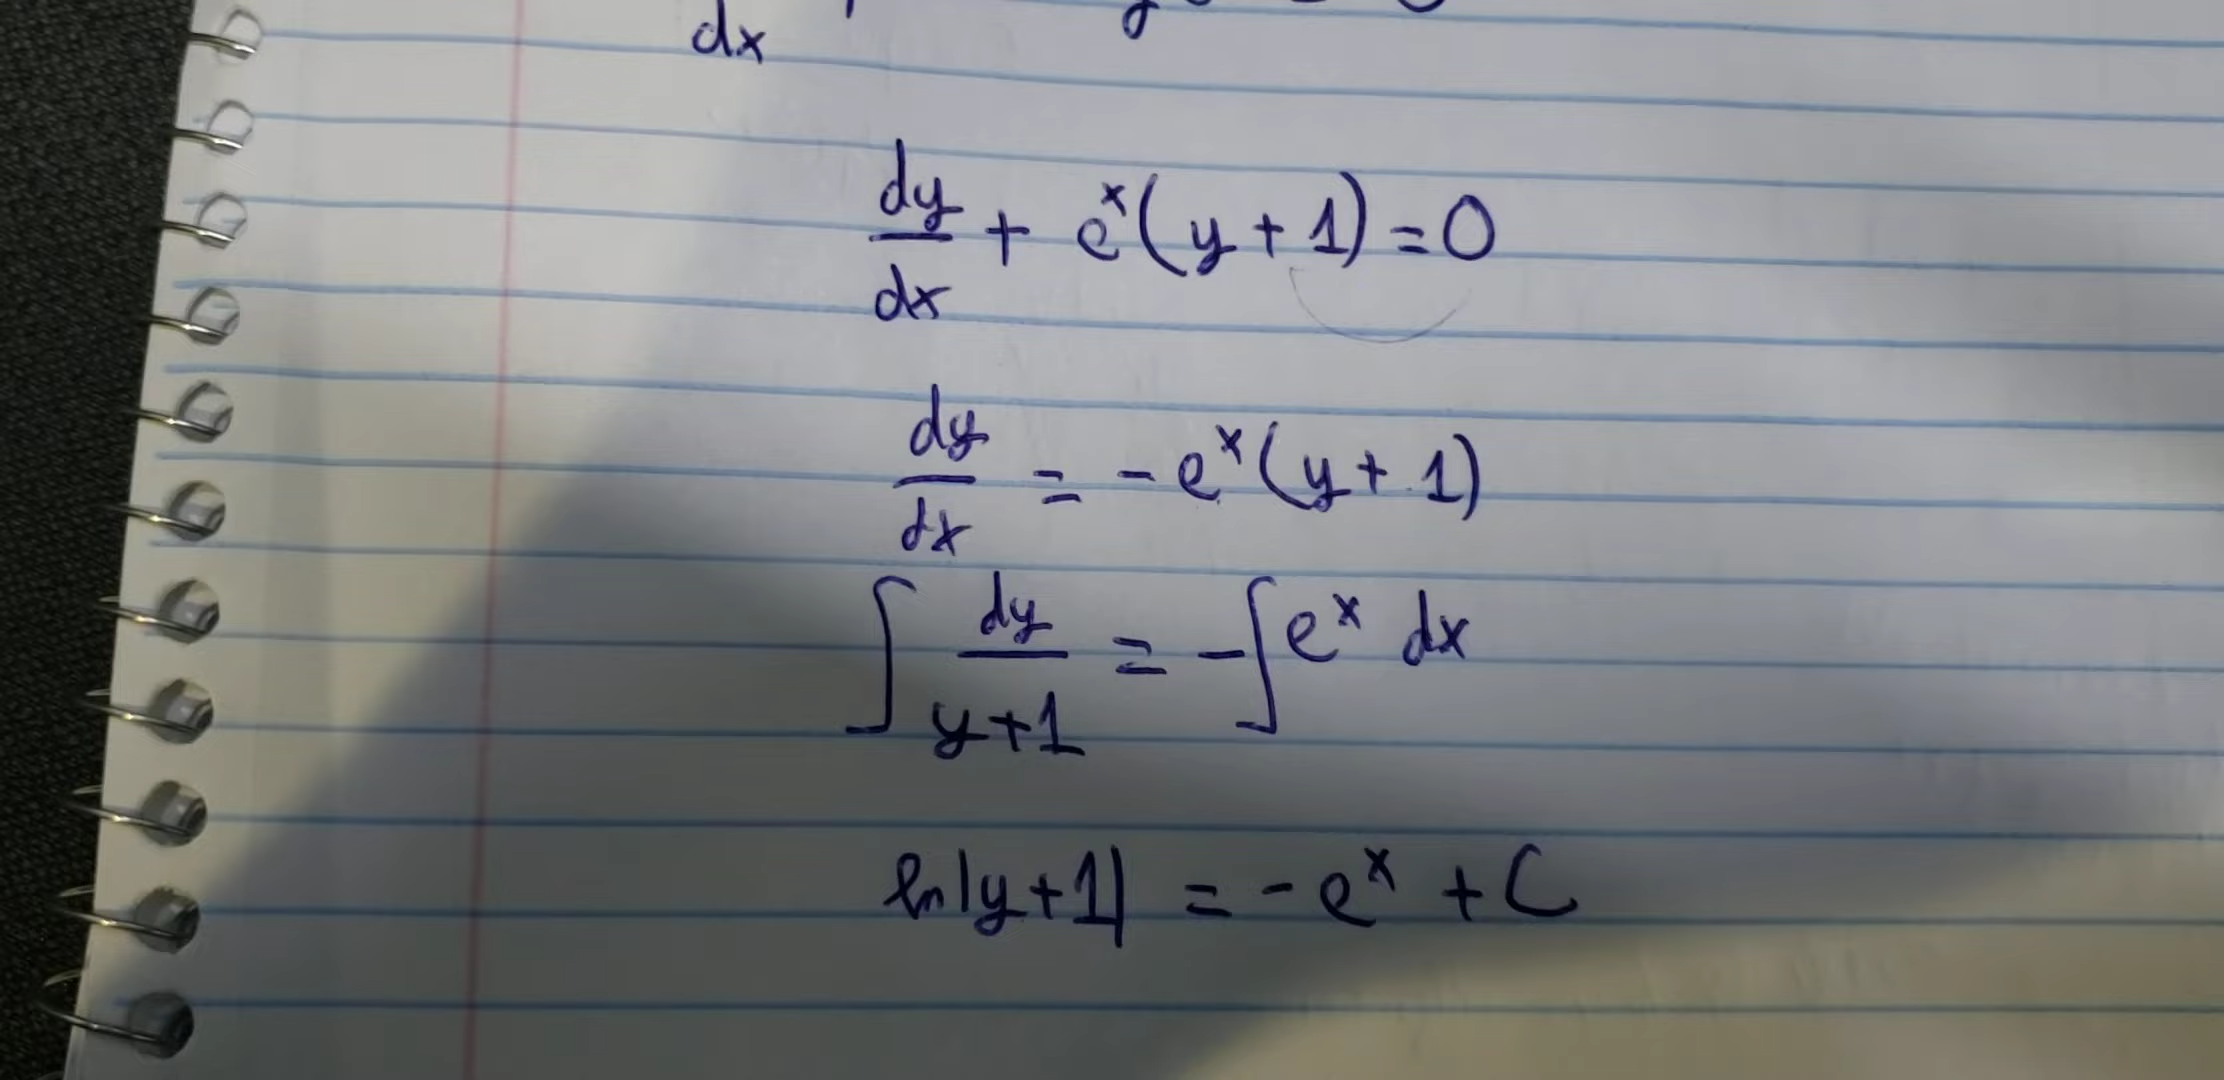 dx
dy/dx + e^x(y+1)=0
dy/dx = -e^x(y+1)
∫ dy/(y+1) = -∫e^x dx
ln|y+1| = -e^x + C